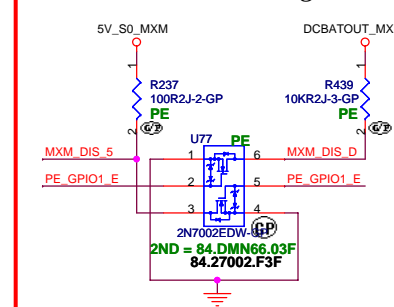 5V_S0_MXM
DCBATOUT_MX
1
1
R237
100R2J-2-GP
PE
R439
10KR2J-3-GP
PE
2
G/P
2
G/P
U77
PE
MXM_DIS_5
1
6
MXM_DIS_D
PE_GPIO1_E
2
5
PE_GPIO1_E
3
4
2N7002EDW-GP
GP
2ND = 84.DMN66.03F
84.27002.F3F